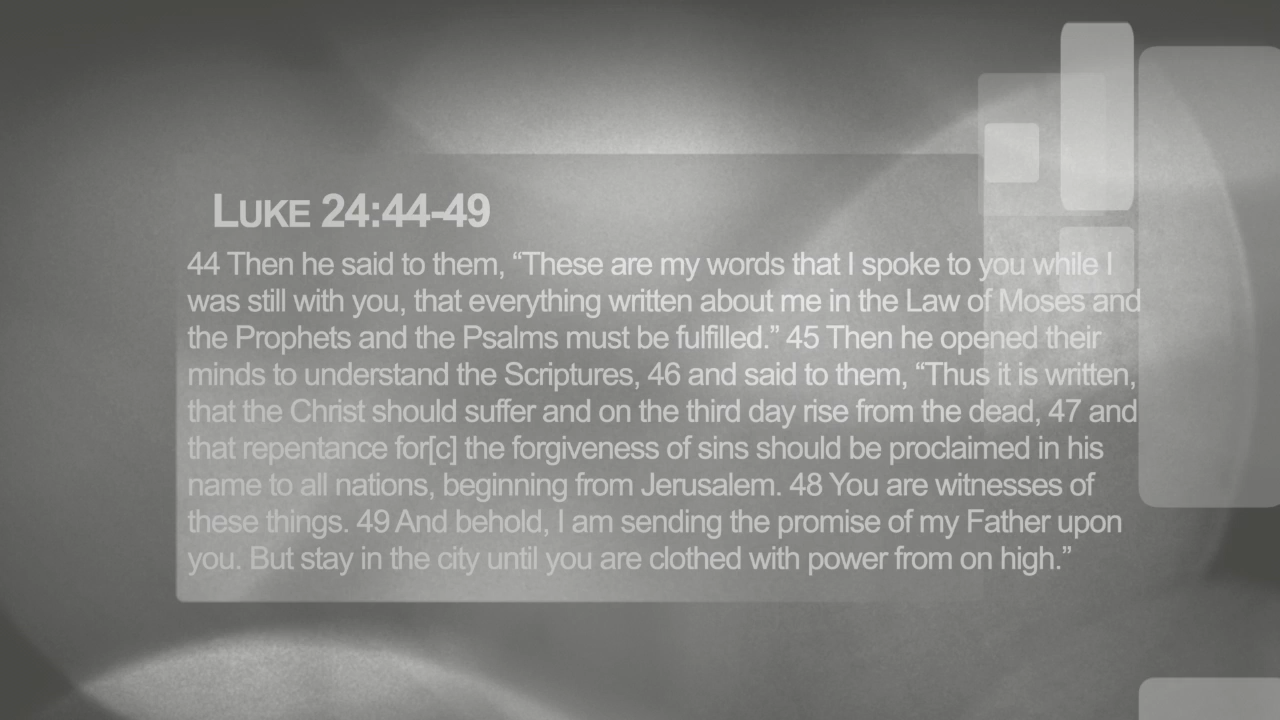 LUKE 24:44-49
44 Then he said to them, “These are my words that I spoke to you while I
was still with you, that everything written about me in the Law of Moses and
the Prophets and the Psalms must be fulfilled.” 45 Then he opened their
minds to understand the Scriptures, 46 and said to them, “Thus it is written,
that the Christ should suffer and on the third day rise from the dead, 47 and
that repentance for[c] the forgiveness of sins should be proclaimed in his
name to all nations, beginning from Jerusalem. 48 You are witnesses of
these things. 49 And behold, I am sending the promise of my Father upon
you. But stay in the city until you are clothed with power from on high.”